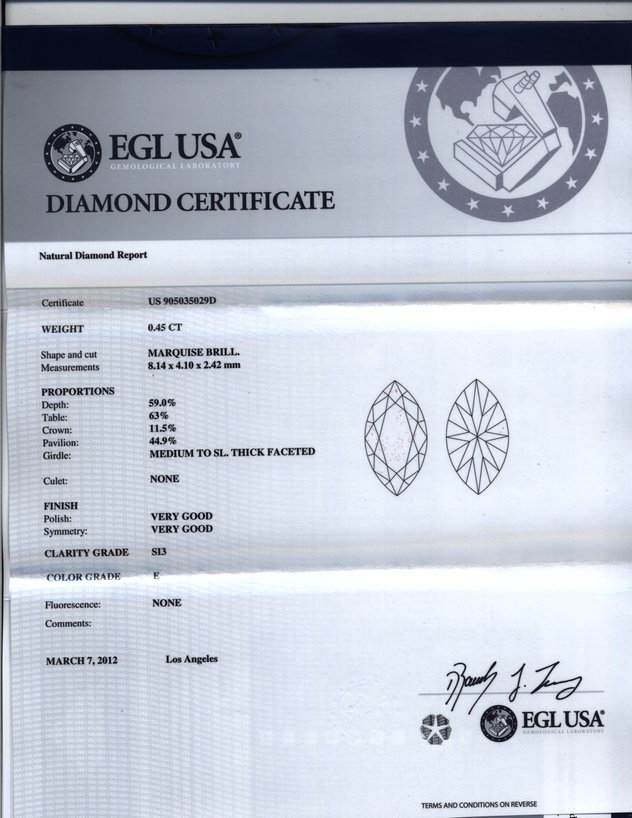 EGL USA®
GEMOLOGICAL LABORATORY
DIAMOND CERTIFICATE
Natural Diamond Report
Certificate US 905035029D
WEIGHT 0.45 CT
Shape and cut MARQUISE BRILL.
Measurements 8.14 x 4.10 x 2.42 mm
PROPORTIONS
Depth: 59.0%
Table: 63%
Crown: 11.5%
Pavilion: 44.9%
Girdle: MEDIUM TO SL. THICK FACETED
Culet: NONE
FINISH
Polish: VERY GOOD
Symmetry: VERY GOOD
CLARITY GRADE SI3
COLOR GRADE E
Fluorescence: NONE
Comments:
MARCH 7, 2012 Los Angeles
EGL USA®
GEMOLOGICAL LABORATORY
TERMS AND CONDITIONS ON REVERSE